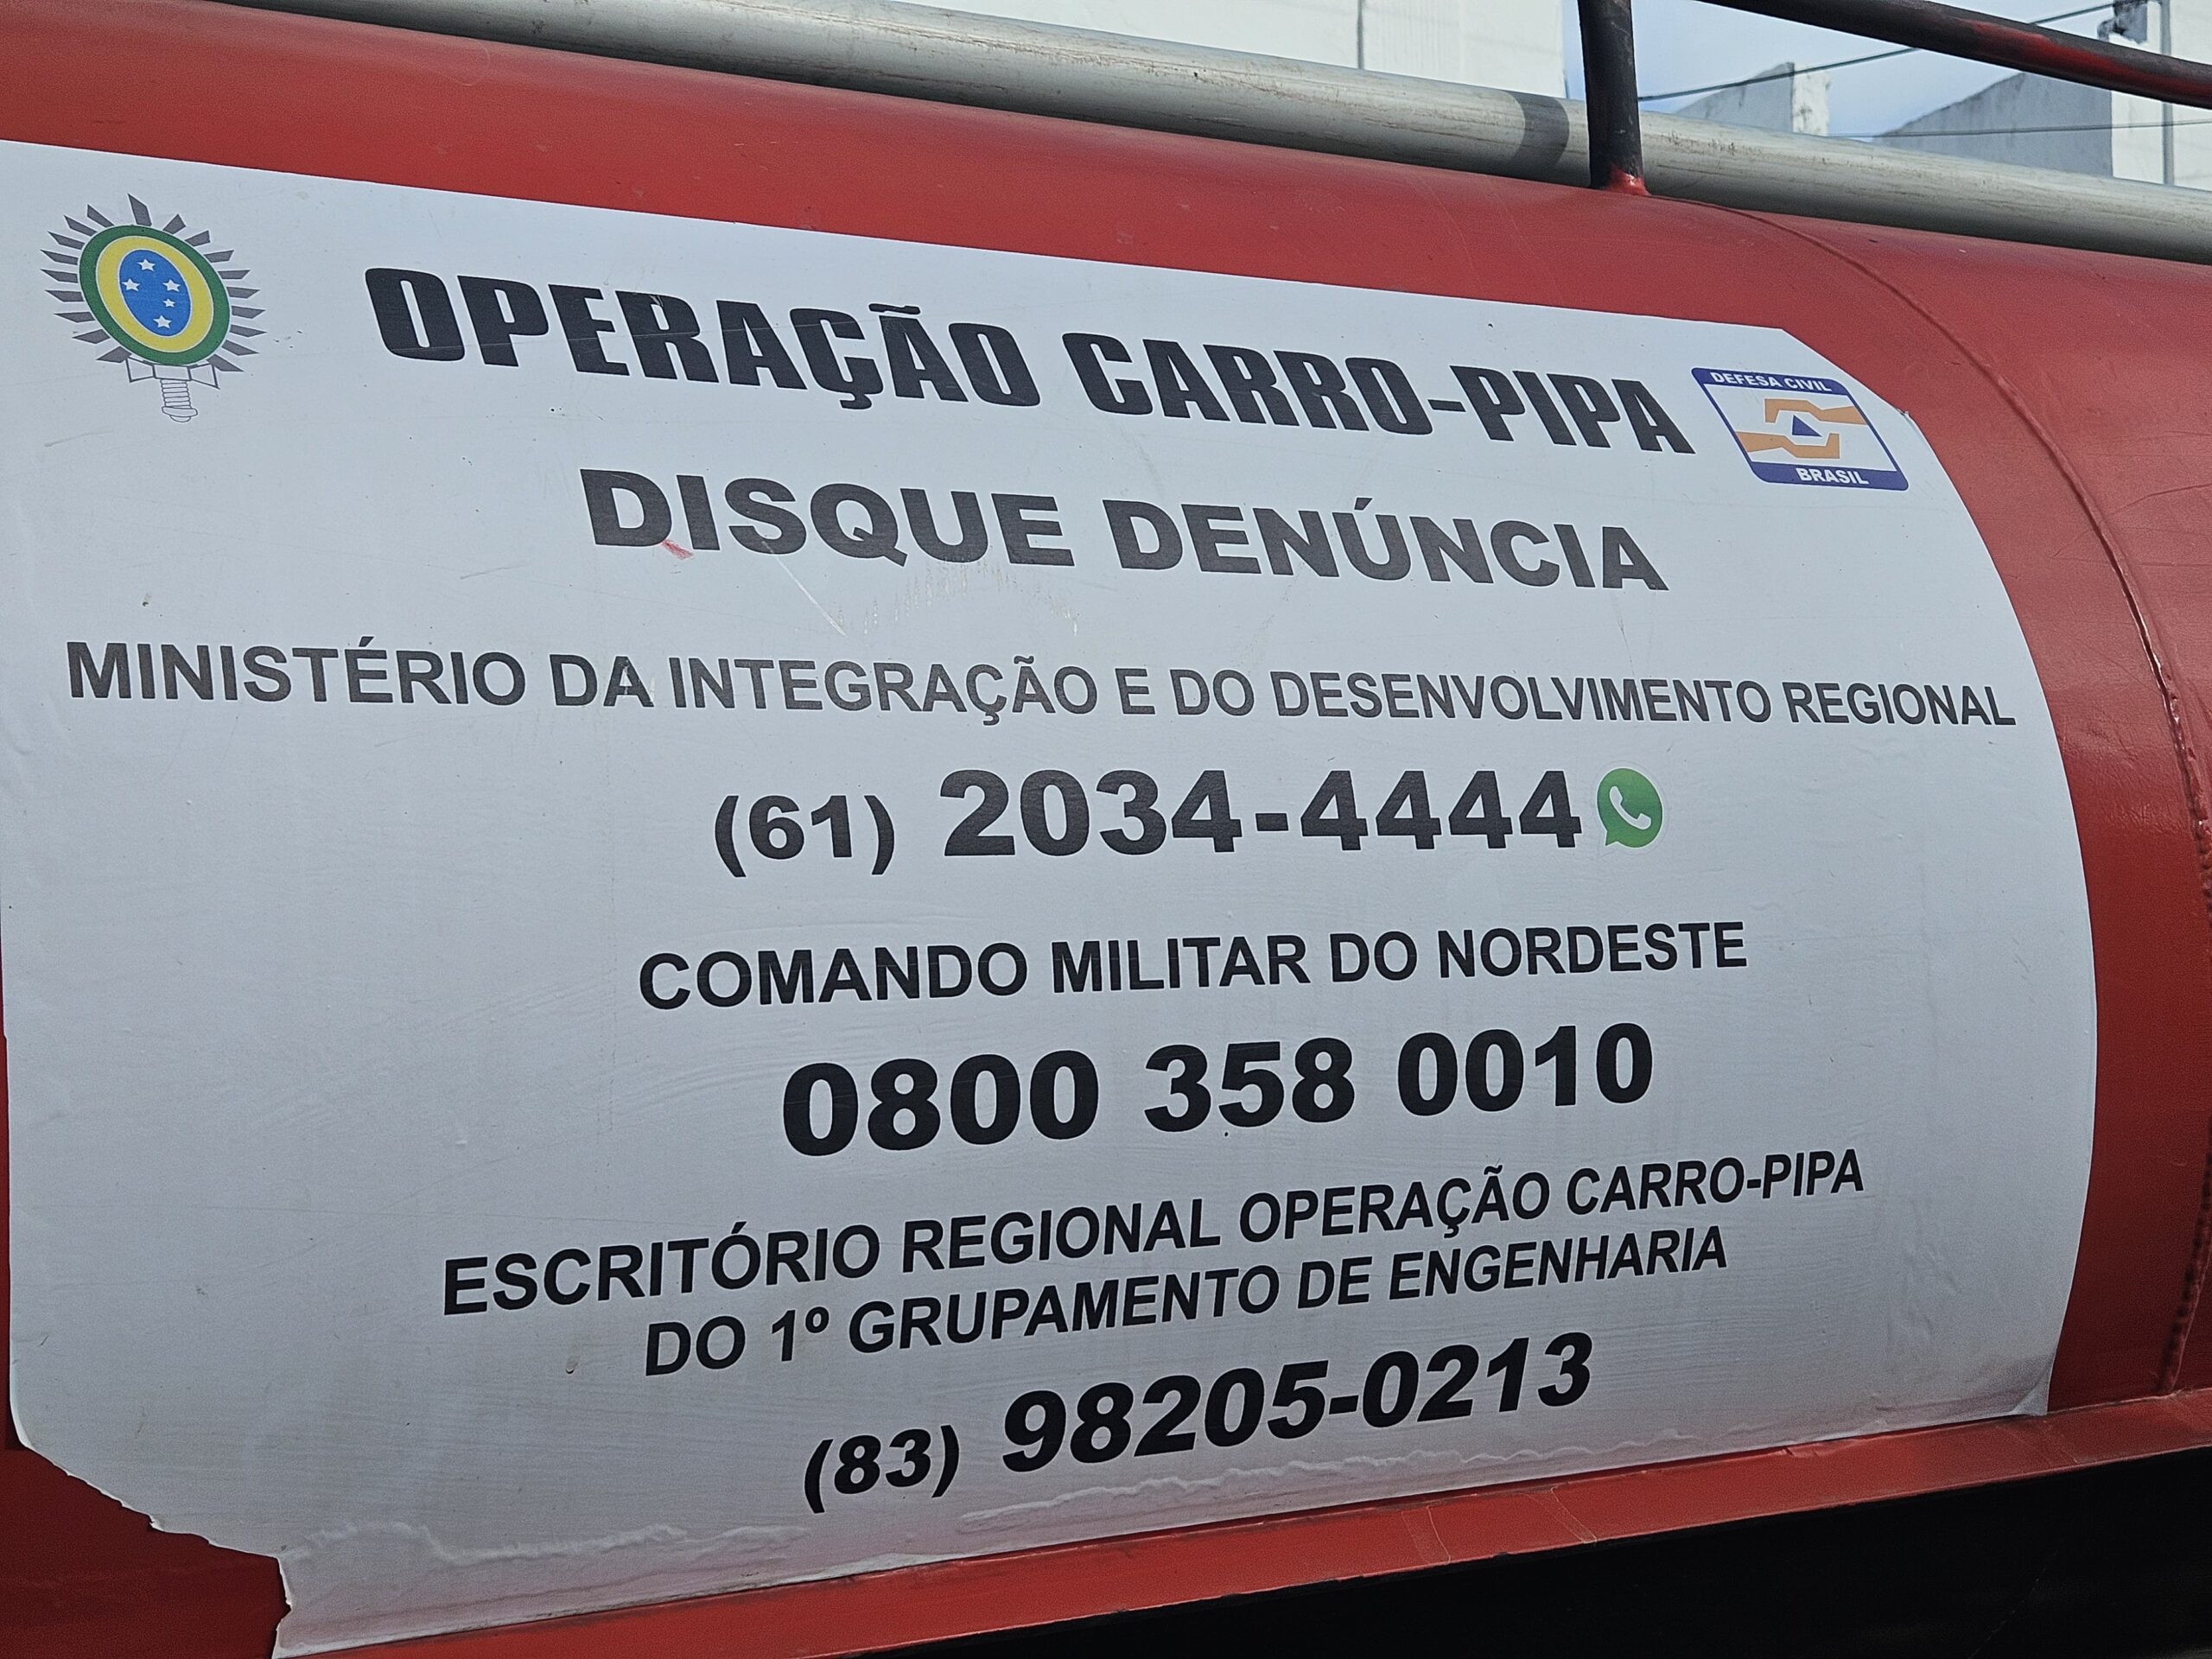 OPERAÇÃO CARRO-PIPA
DEFESA CIVIL
BRASIL
DISQUE DENÚNCIA
MINISTÉRIO DA INTEGRAÇÃO E DO DESENVOLVIMENTO REGIONAL
(61) 2034-4444
COMANDO MILITAR DO NORDESTE
0800 358 0010
ESCRITÓRIO REGIONAL OPERAÇÃO CARRO-PIPA
DO 1º GRUPAMENTO DE ENGENHARIA
(83) 98205-0213